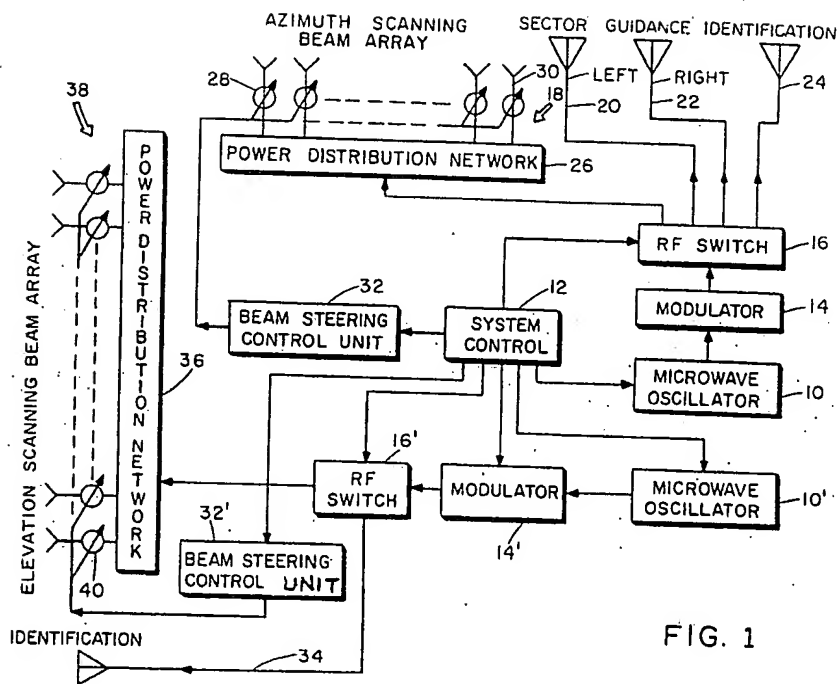 AZIMUTH SCANNING
BEAM ARRAY
SECTOR GUIDANCE IDENTIFICATION
28
30
LEFT
RIGHT
24
38
18
20
22
POWER DISTRIBUTION NETWORK
26
POWER DISTRIBUTION NETWORK
RF SWITCH
16
ELEVATION SCANNING BEAM ARRAY
32
12
BEAM STEERING
CONTROL UNIT
SYSTEM
CONTROL
MODULATOR
14
36
MICROWAVE
OSCILLATOR
10
16'
RF
SWITCH
MODULATOR
14'
MICROWAVE
OSCILLATOR
10'
32'
BEAM STEERING
CONTROL UNIT
40
IDENTIFICATION
34
FIG. 1